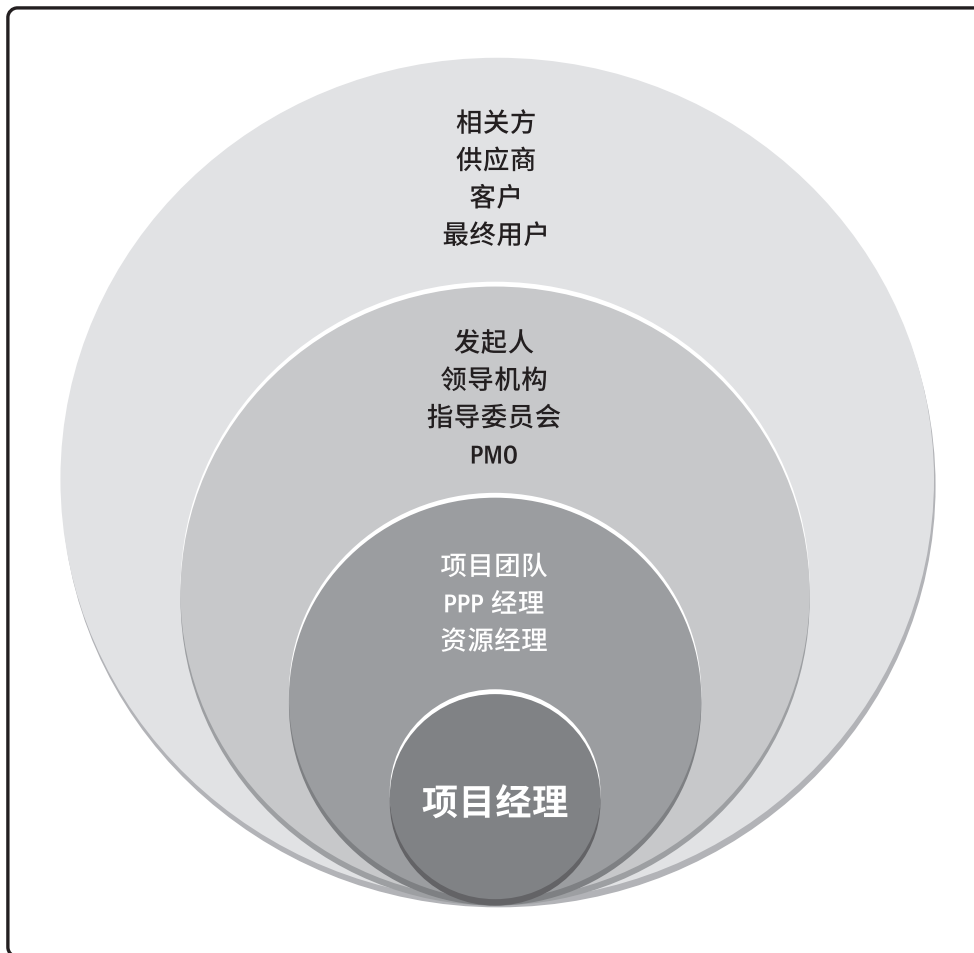 相关方
供应商
客户
最终用户
发起人
领导机构
指导委员会
PMO
项目团队
PPP 经理
资源经理
项目经理